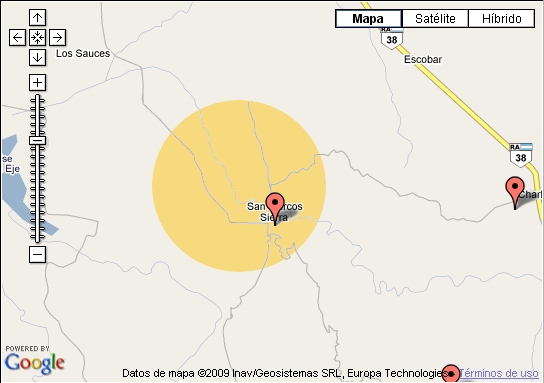 Mapa Satélite Híbrido
RA
38
Los Sauces
Escobar
RA
38
se
Eje
Char
San Marcos
Sierra
POWERED BY
Google
Datos de mapa ©2009 Inav/Geosistemas SRL, Europa Technologies - Términos de uso